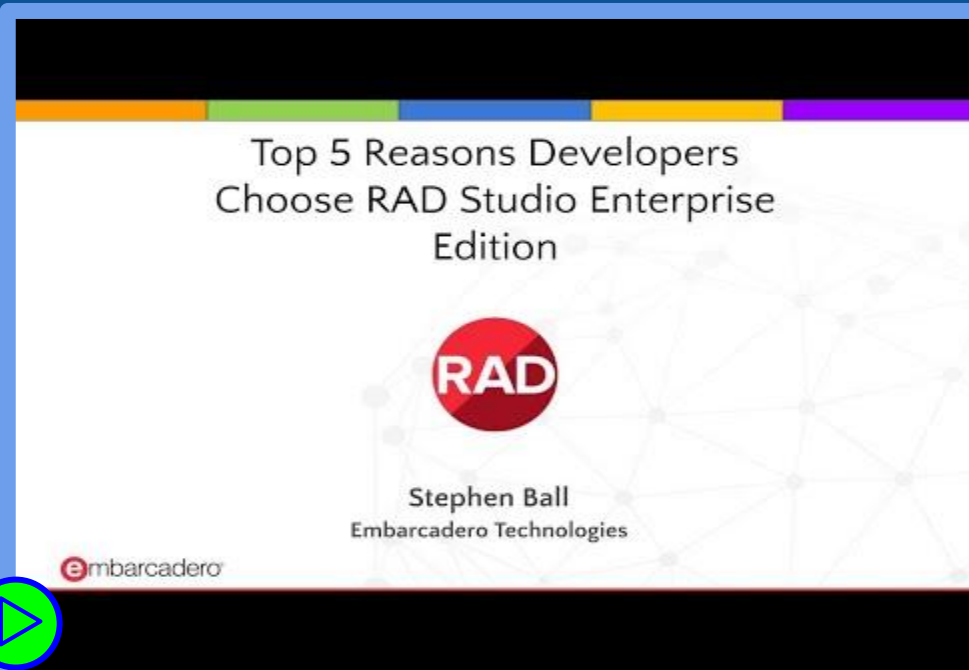 Top 5 Reasons Developers
Choose RAD Studio Enterprise
Edition
RAD
Stephen Ball
Embarcadero Technologies
embarcadero